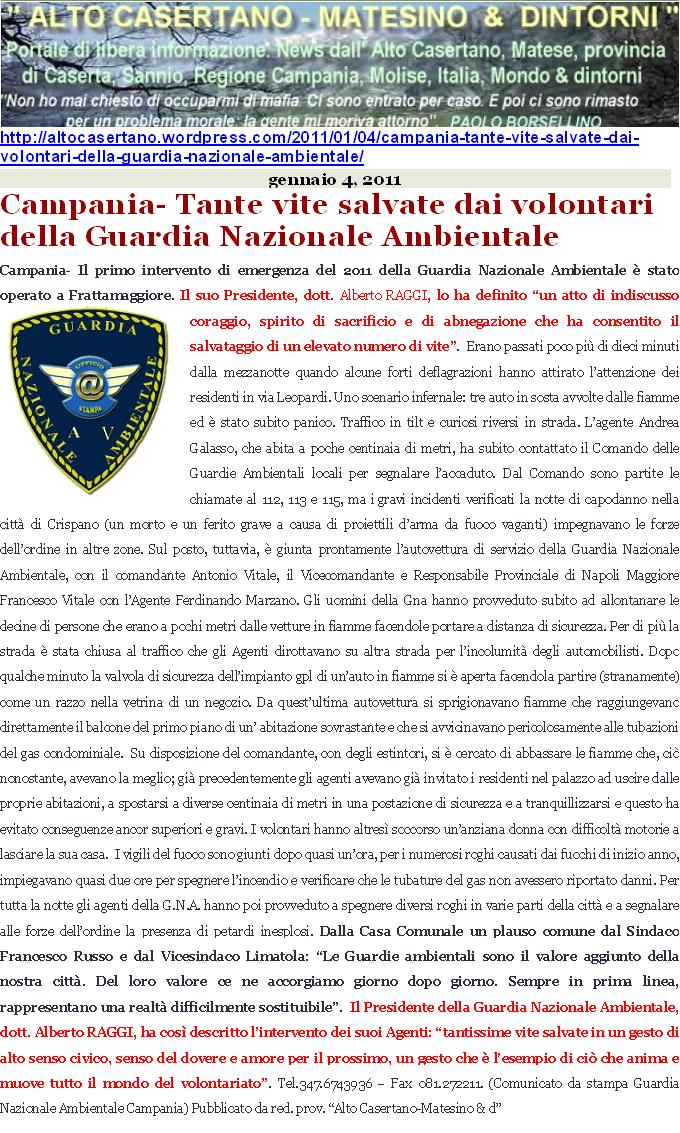 " ALTO CASERTANO - MATESINO & DINTORNI "
Portale di libera informazione. News dall' Alto Casertano, Matese, provincia
di Caserta, Sannio, Regione Campania, Molise, Italia, Mondo & dintorni
"Non ho mai chiesto di occuparmi di mafia. Ci sono entrato per caso. E poi ci sono rimasto
per un problema morale: la gente mi moriva attorno". PAOLO BORSELLINO
http://altocasertano.wordpress.com/2011/01/04/campania-tante-vite-salvate-dai-
volontari-della-guardia-nazionale-ambientale/
gennaio 4, 2011
Campania- Tante vite salvate dai volontari
della Guardia Nazionale Ambientale
Campania- Il primo intervento di emergenza del 2011 della Guardia Nazionale Ambientale è stato
operato a Frattamaggiore. Il suo Presidente, dott. Alberto RAGGI, lo ha definito “un atto di indiscusso
coraggio, spirito di sacrificio e di abnegazione che ha consentito il
salvataggio di un elevato numero di vite”. Erano passati poco più di dieci minuti
dalla mezzanotte quando alcune forti deflagrazioni hanno attirato l’attenzione dei
residenti in via Leopardi. Uno scenario infernale: tre auto in sosta avvolte dalle fiamme
ed è stato subito panico. Traffico in tilt e curiosi riversi in strada. L’agente Andrea
Galasso, che abita a poche centinaia di metri, ha subito contattato il Comando delle
Guardie Ambientali locali per segnalare l’accaduto. Dal Comando sono partite le
chiamate al 112, 113 e 115, ma i gravi incidenti verificati la notte di capodanno nella
GUARDIA
NAZIONALE
AMBIENTALE
UFFICIO
@
STAMPA
A V
città di Crispano (un morto e un ferito grave a causa di proiettili d’arma da fuoco vaganti) impegnavano le forze
dell’ordine in altre zone. Sul posto, tuttavia, è giunta prontamente l’autovettura di servizio della Guardia Nazionale
Ambientale, con il comandante Antonio Vitale, il Vicecomandante e Responsabile Provinciale di Napoli Maggiore
Francesco Vitale con l’Agente Ferdinando Marzano. Gli uomini della Gna hanno provveduto subito ad allontanare le
decine di persone che erano a pochi metri dalle vetture in fiamme facendole portare a distanza di sicurezza. Per di più la
strada è stata chiusa al traffico che gli Agenti dirottavano su altra strada per l’incolumità degli automobilisti. Dopo
qualche minuto la valvola di sicurezza dell’impianto gpl di un’auto in fiamme si è aperta facendola partire (stranamente)
come un razzo nella vetrina di un negozio. Da quest’ultima autovettura si sprigionavano fiamme che raggiungevano
direttamente il balcone del primo piano di un’ abitazione sovrastante e che si avvicinavano pericolosamente alle tubazioni
del gas condominiale. Su disposizione del comandante, con degli estintori, si è cercato di abbassare le fiamme che, ciò
nonostante, avevano la meglio; già precedentemente gli agenti avevano già invitato i residenti nel palazzo ad uscire dalle
proprie abitazioni, a spostarsi a diverse centinaia di metri in una postazione di sicurezza e a tranquillizzarsi e questo ha
evitato conseguenze ancor superiori e gravi. I volontari hanno altresì soccorso un’anziana donna con difficoltà motorie a
lasciare la sua casa. I vigili del fuoco sono giunti dopo quasi un’ora, per i numerosi roghi causati dai fuochi di inizio anno,
impiegavano quasi due ore per spegnere l’incendio e verificare che le tubature del gas non avessero riportato danni. Per
tutta la notte gli agenti della G.N.A. hanno poi provveduto a spegnere diversi roghi in varie parti della città e a segnalare
alle forze dell’ordine la presenza di petardi inesplosi. Dalla Casa Comunale un plauso comune dal Sindaco
Francesco Russo e dal Vicesindaco Limatola: “Le Guardie ambientali sono il valore aggiunto della
nostra città. Del loro valore ce ne accorgiamo giorno dopo giorno. Sempre in prima linea,
rappresentano una realtà difficilmente sostituibile”. Il Presidente della Guardia Nazionale Ambientale,
dott. Alberto RAGGI, ha così descritto l’intervento dei suoi Agenti: “tantissime vite salvate in un gesto di
alto senso civico, senso del dovere e amore per il prossimo, un gesto che è l’esempio di ciò che anima e
muove tutto il mondo del volontariato”. Tel.347.6743936 – Fax 081.272211. (Comunicato da stampa Guardia
Nazionale Ambientale Campania) Pubblicato da red. prov. “Alto Casertano-Matesino & d”